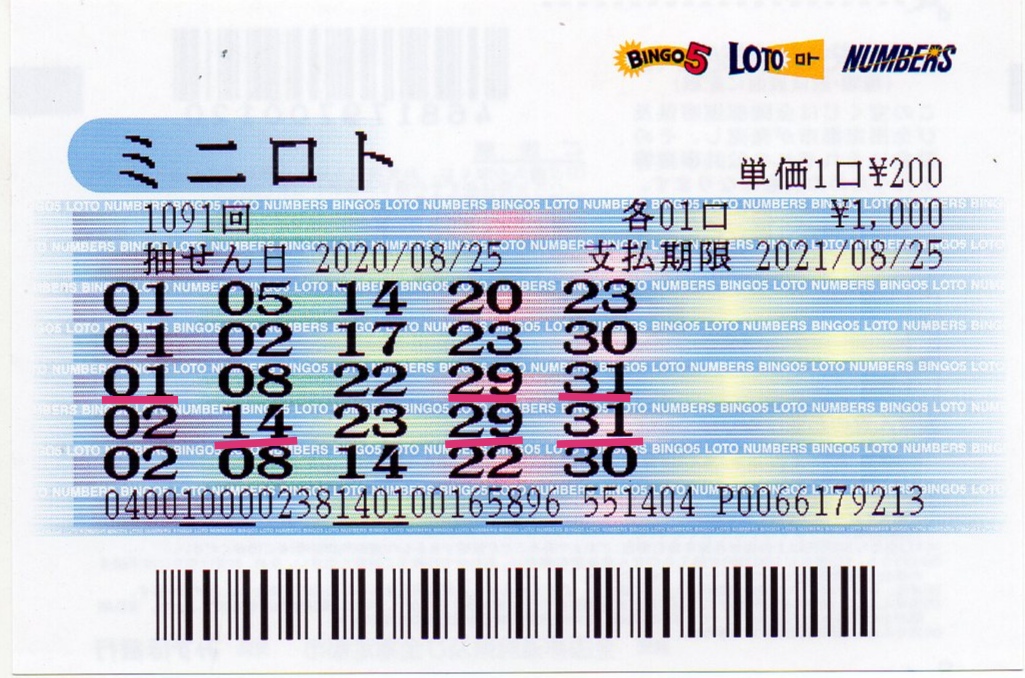 BINGO5 LOTO ロト NUMBERS
ミニロト
単価1口¥200
1091回 各01口 ¥1,000
抽せん日 2020/08/25 支払期限 2021/08/25
01 05 14 20 23
01 02 17 23 30
01 08 22 29 31
02 14 23 29 31
02 08 14 22 30
04001000023814010016​5896 551404 P0066179213